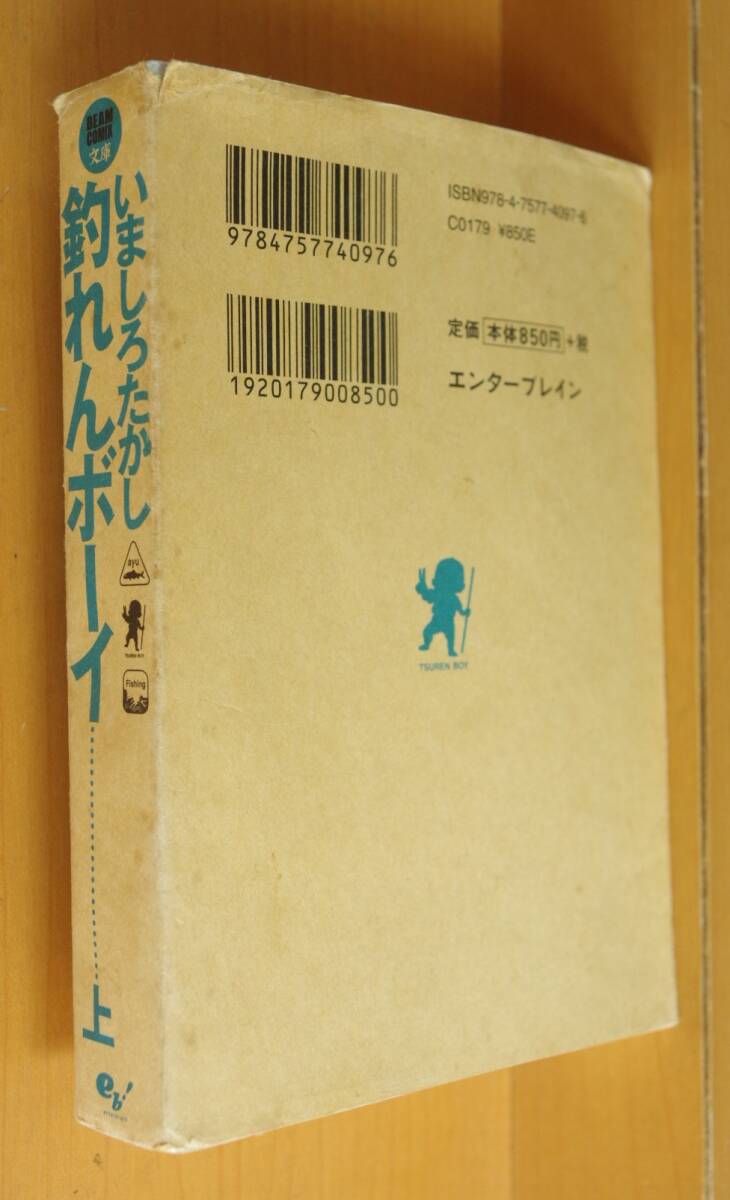 BEAM
COMIX
文庫
いましろたかし
釣れんボーイ
ayu
TSUREN BOY
Fishing
上
eb!
ISBN978-4-7577-4097-6
C0179 ¥850E
9784757740976
1920179008500
定価 本体850円 +税
エンターブレイン
TSUREN BOY